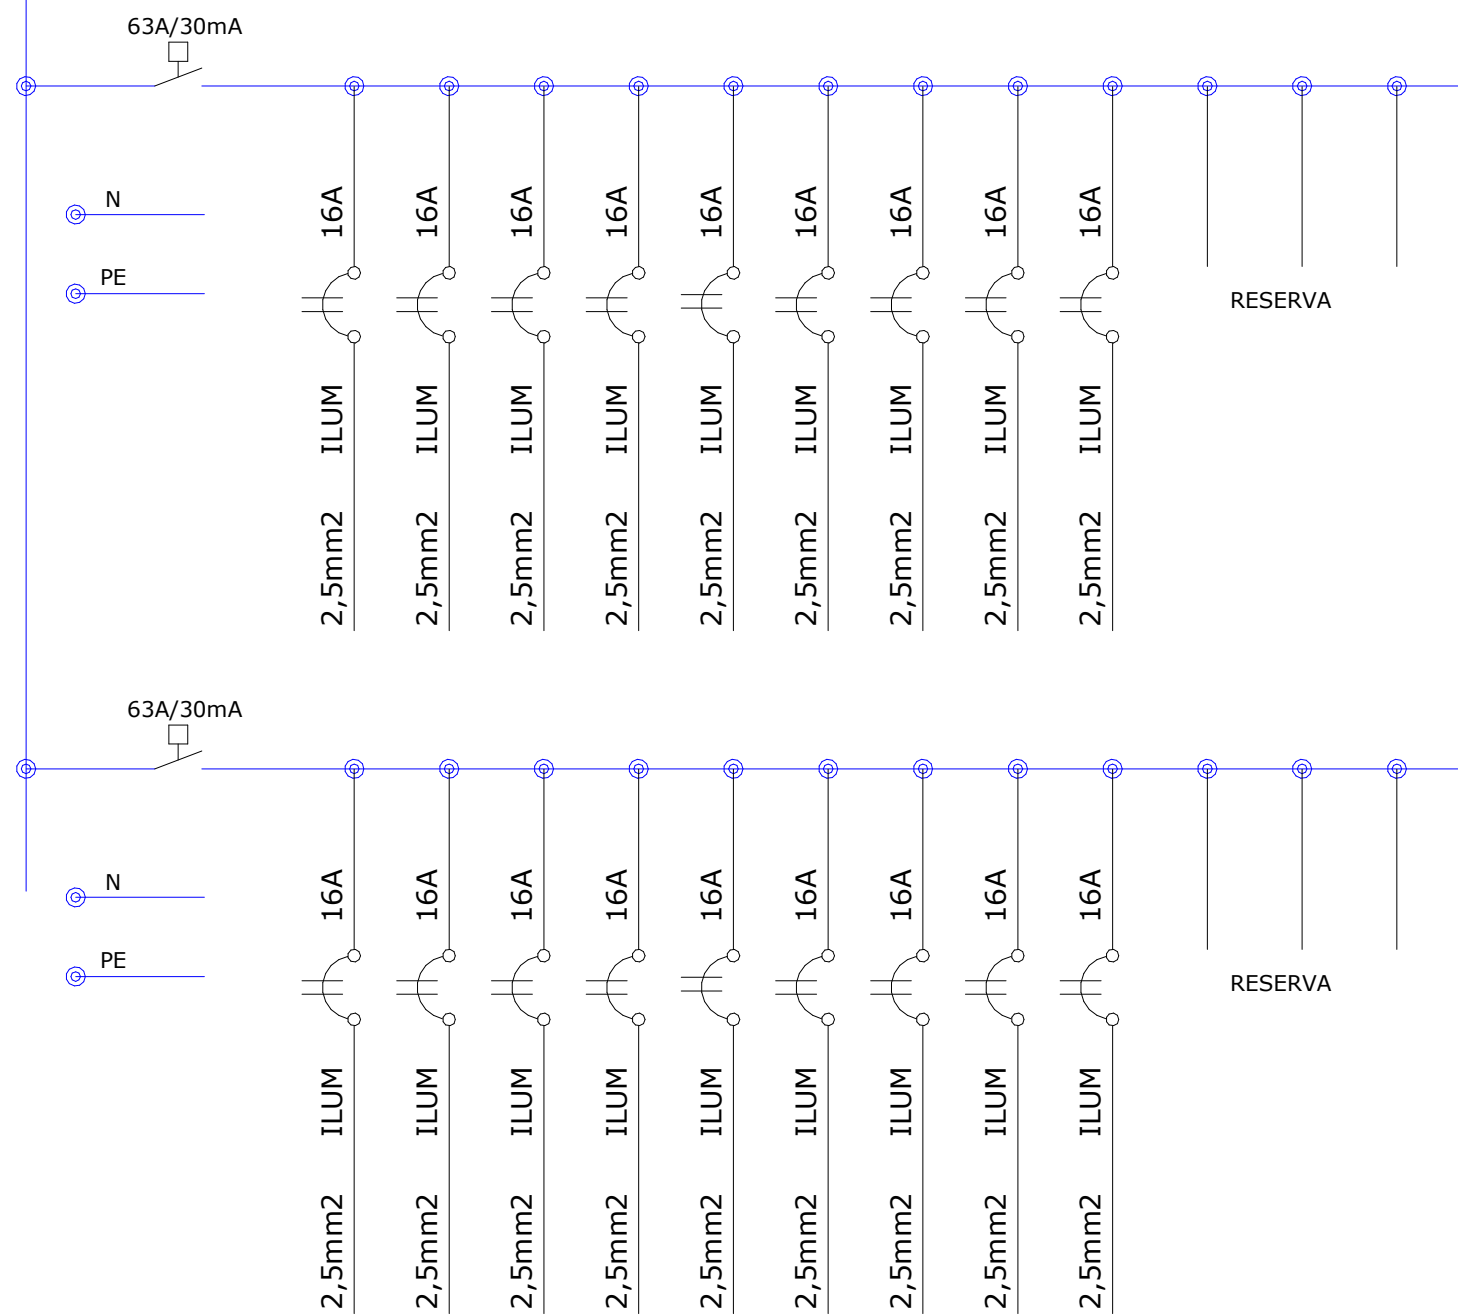 63A/30mA
N
PE
16A 16A 16A 16A 16A 16A 16A 16A 16A
RESERVA
ILUM ILUM ILUM ILUM ILUM ILUM ILUM ILUM ILUM
2,5mm2 2,5mm2 2,5mm2 2,5mm2 2,5mm2 2,5mm2 2,5mm2 2,5mm2 2,5mm2
63A/30mA
N
PE
16A 16A 16A 16A 16A 16A 16A 16A 16A
RESERVA
ILUM ILUM ILUM ILUM ILUM ILUM ILUM ILUM ILUM
2,5mm2 2,5mm2 2,5mm2 2,5mm2 2,5mm2 2,5mm2 2,5mm2 2,5mm2 2,5mm2